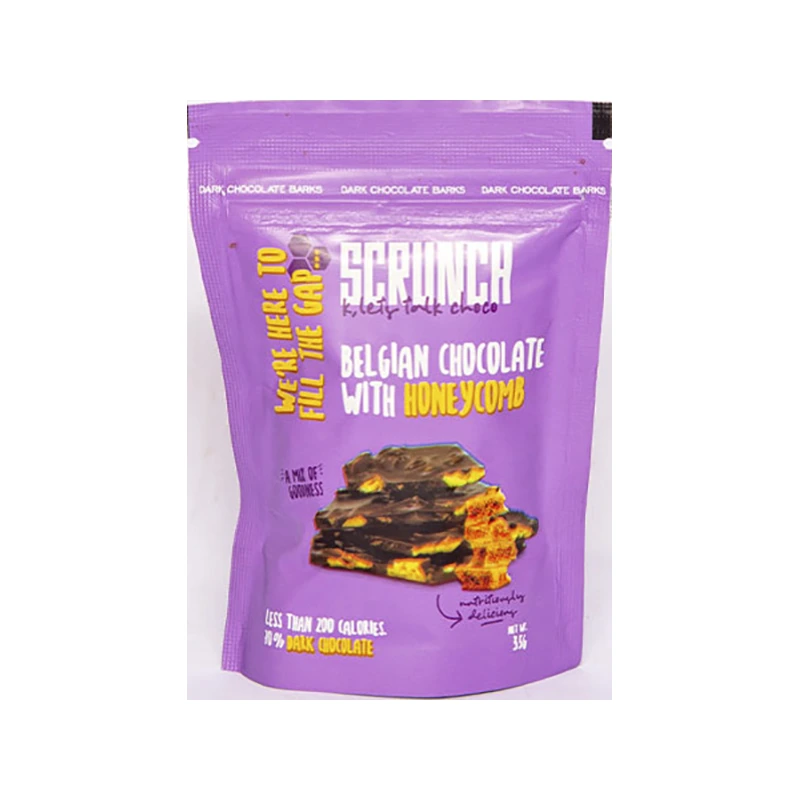 DARK CHOCOLATE BARKS DARK CHOCOLATE BARKS DARK CHOCOLATE BARKS
WE'RE HERE TO
FILL THE GAP...
SCRUNCH
k, lets talk choco
BELGIAN CHOCOLATE
WITH HONEYCOMB
A MIX OF
GOODNESS
nutritiously
delicious
LESS THAN 200 CALORIES.
70% DARK CHOCOLATE
NET WT.
35G